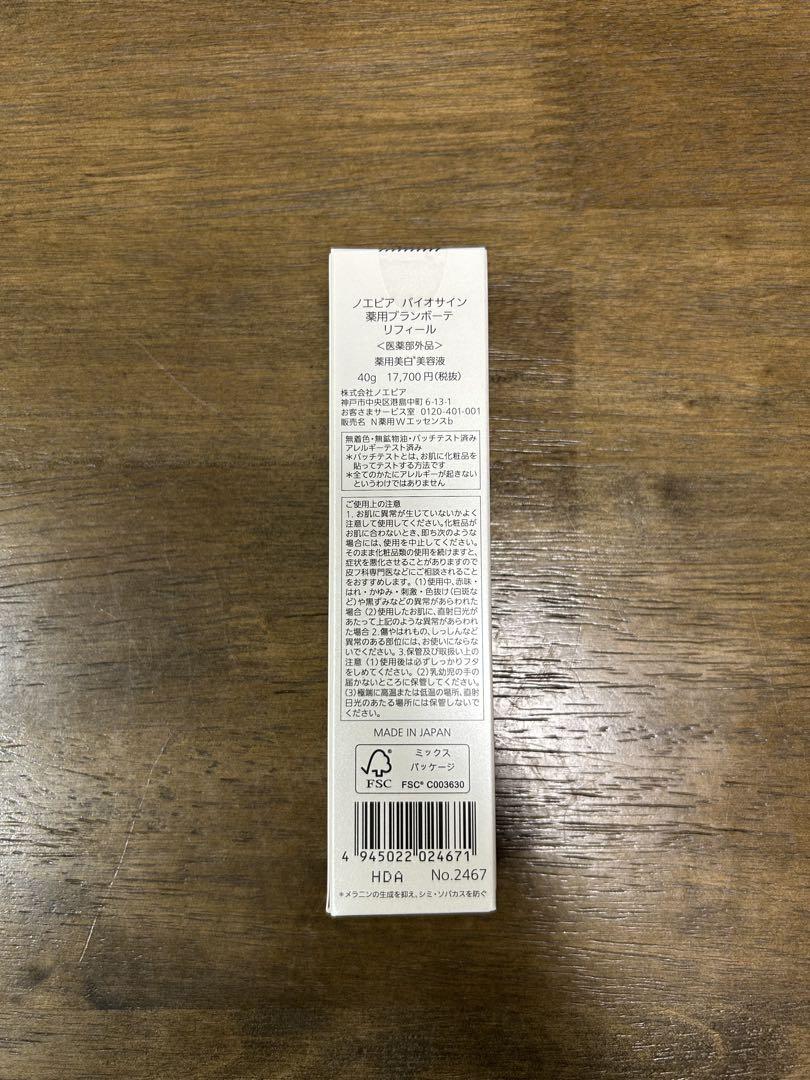 ノエビア バイオサイン
薬用ブランボーテ
リフィール
<医薬部外品>
薬用美白*美容液
40g 17,700円(税抜)
株式会社ノエビア
神戸市中央区港島中町 6-13-1
お客さまサービス室 0120-401-001
販売名 N薬用WエッセンスⅠb
無着色・無鉱物油・パッチテスト済み
アレルギーテスト済み
＊パッチテストとは、お肌に化粧品を
貼ってテストする方法です
＊全てのかたにアレルギーが起きない
というわけではありません
ご使用上の注意
1. お肌に異常が生じていないかよく
注意して使用してください。化粧品が
お肌に合わないとき、即ち次のような
場合には、使用を中止してください。
そのまま化粧品類の使用を続けますと、
症状を悪化させることがありますので
皮フ科専門医などにご相談されること
をおすすめします。(1)使用中、赤味・
はれ・かゆみ・刺激・色抜け(白斑な
ど)や黒ずみなどの異常があらわれた
場合 (2)使用したお肌に、直射日光が
あたって上記のような異常があらわれ
た場合 2.傷やはれもの、しっしんなど
異常のある部位には、お使いにならな
いでください。3.保管及び取扱い上の
注意 (1)使用後は必ずしっかりフタ
をしめてください。(2)乳幼児の手の
届かないところに保管してください。
(3)極端に高温または低温の場所、直射
日光のあたる場所には保管しないで
ください。
MADE IN JAPAN
ミックス
パッケージ
FSC
FSC® C003630
4 945022 024671
HDA No.2467
＊メラニンの生成を抑え、シミ・ソバカスを防ぐ